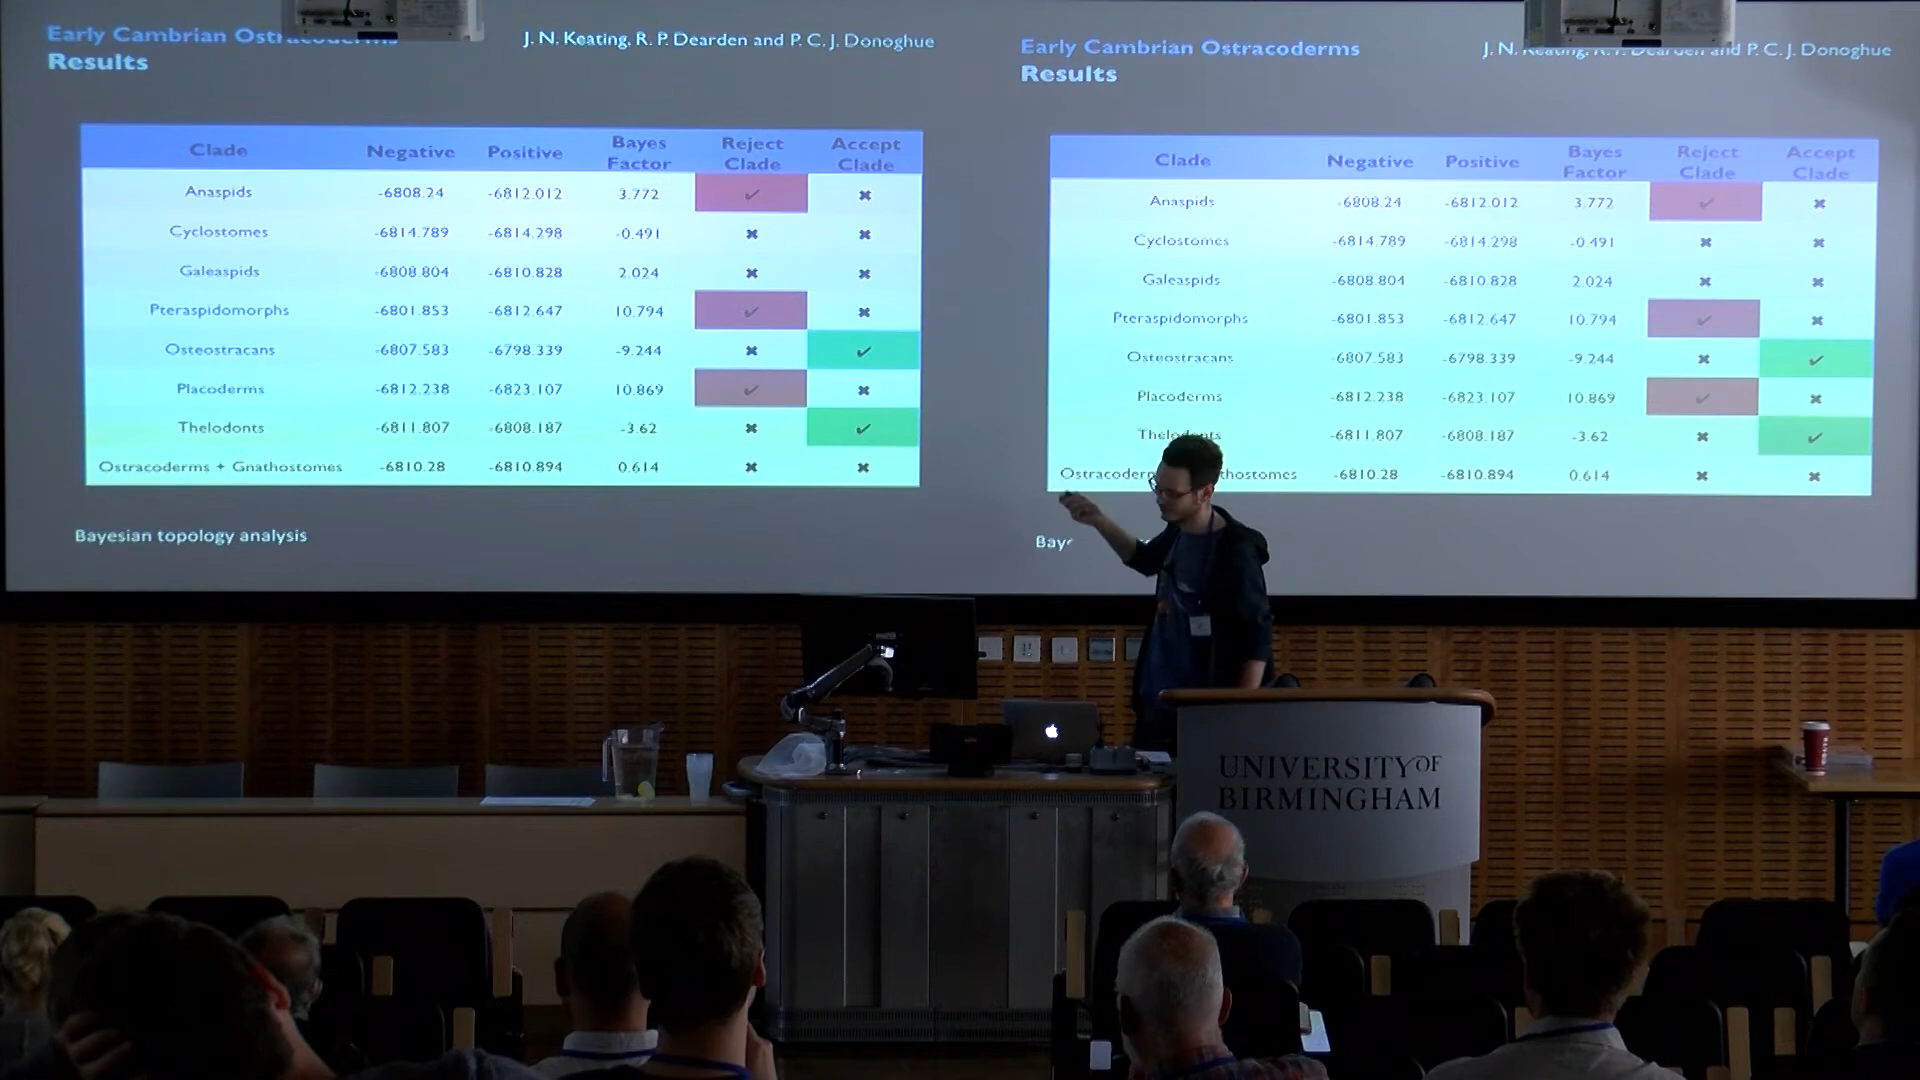 Early Cambrian Ostracoderms
J. N. Keating, R. P. Dearden and P. C. J. Donoghue
Results
Clade Negative Positive Bayes Factor Reject Clade Accept Clade
Anaspids -6808.24 -6812.012 3.772 ✓ ✖
Cyclostomes -6814.789 -6814.298 -0.491 ✖ ✖
Galeaspids -6808.804 -6810.828 2.024 ✖ ✖
Pteraspidomorphs -6801.853 -6812.647 10.794 ✓ ✖
Osteostracans -6807.583 -6798.339 -9.244 ✖ ✓
Placoderms -6812.238 -6823.107 10.869 ✓ ✖
Thelodonts -6811.807 -6808.187 -3.62 ✖ ✓
Ostracoderms + Gnathostomes -6810.28 -6810.894 0.614 ✖ ✖
Bayesian topology analysis
Early Cambrian Ostracoderms
J. N. Keating, R. P. Dearden and P. C. J. Donoghue
Results
Clade Negative Positive Bayes Factor Reject Clade Accept Clade
Anaspids -6808.24 -6812.012 3.772 ✓ ✖
Cyclostomes -6814.789 -6814.298 -0.491 ✖ ✖
Galeaspids -6808.804 -6810.828 2.024 ✖ ✖
Pteraspidomorphs -6801.853 -6812.647 10.794 ✓ ✖
Osteostracans -6807.583 -6798.339 -9.244 ✖ ✓
Placoderms -6812.238 -6823.107 10.869 ✓ ✖
Thelodonts -6811.807 -6808.187 -3.62 ✖ ✓
-6810.28 -6810.894 0.614 ✖ ✖
UNIVERSITY OF
BIRMINGHAM